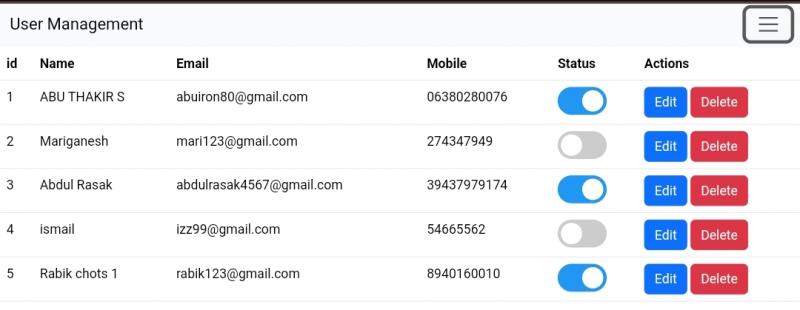 User Management
id Name Email Mobile Status Actions
1 ABU THAKIR S abuiron80@gmail.com 06380280076 Edit Delete
2 Mariganesh mari123@gmail.com 274347949 Edit Delete
3 Abdul Rasak abdulrasak4567@gmail.com 39437979174 Edit Delete
4 ismail izz99@gmail.com 54665562 Edit Delete
5 Rabik chots 1 rabik123@gmail.com 8940160010 Edit Delete